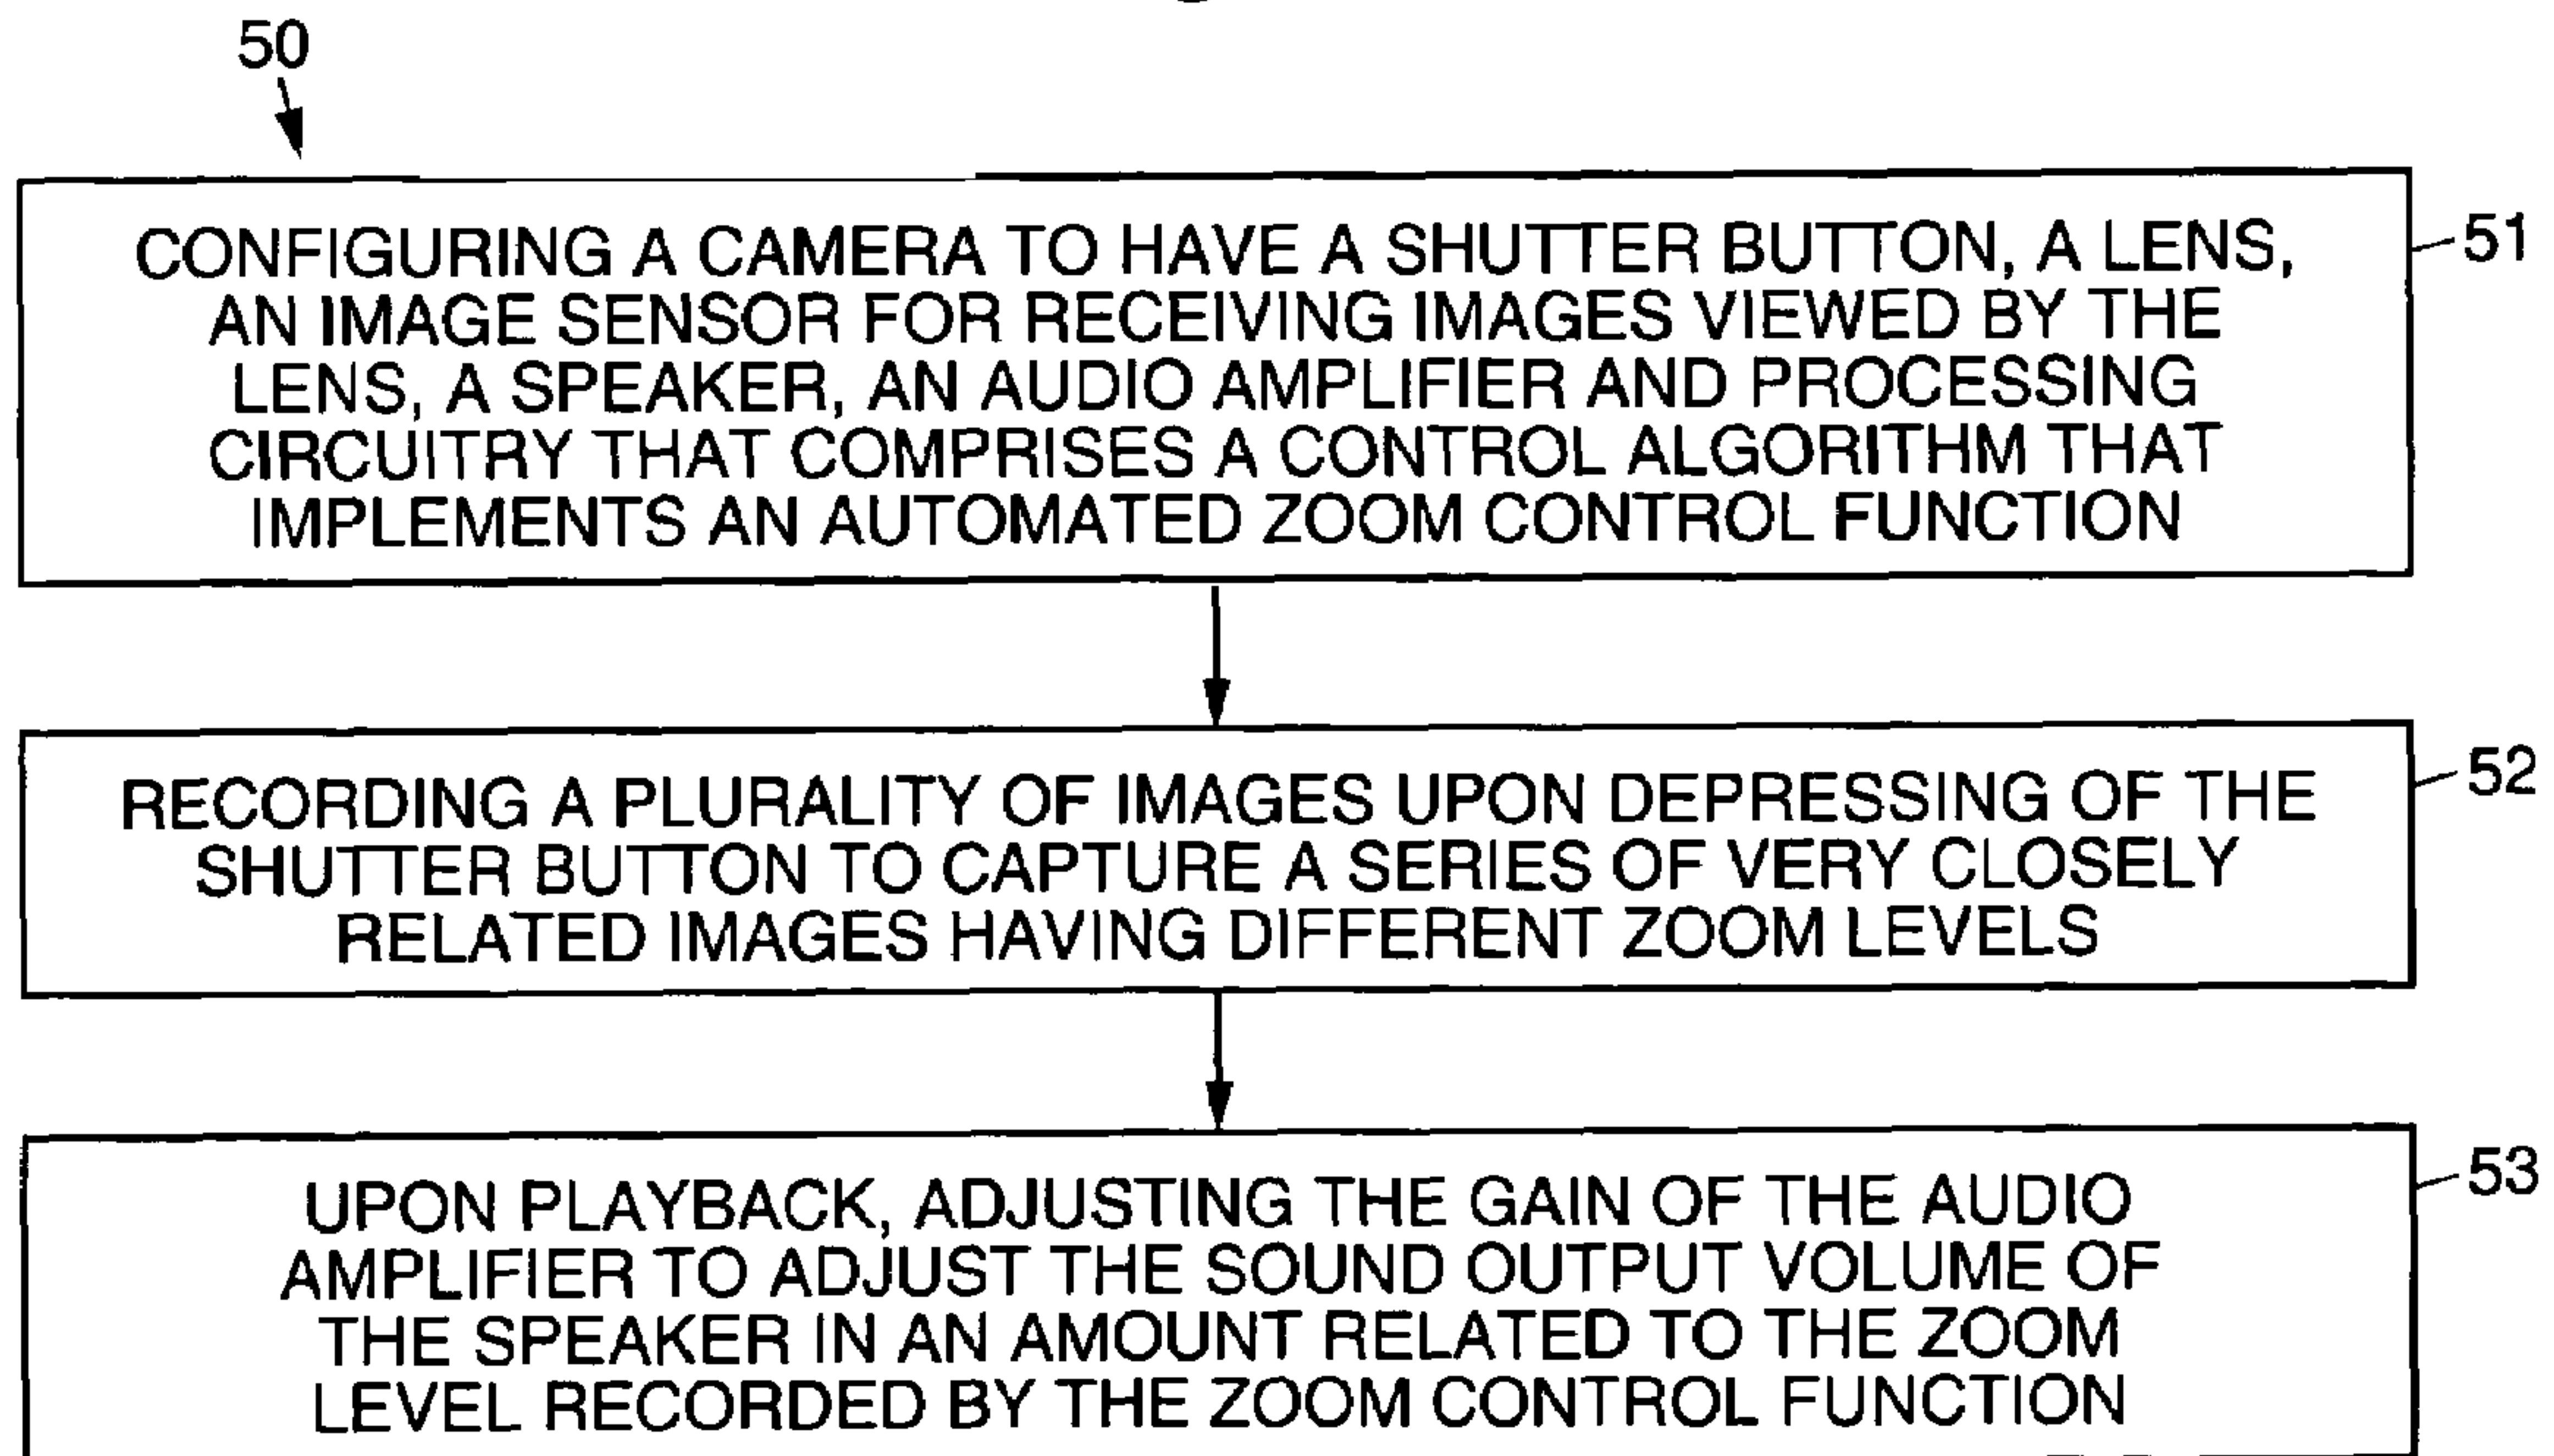 50
CONFIGURING A CAMERA TO HAVE A SHUTTER BUTTON, A LENS,
AN IMAGE SENSOR FOR RECEIVING IMAGES VIEWED BY THE
LENS, A SPEAKER, AN AUDIO AMPLIFIER AND PROCESSING
CIRCUITRY THAT COMPRISES A CONTROL ALGORITHM THAT
IMPLEMENTS AN AUTOMATED ZOOM CONTROL FUNCTION
51
RECORDING A PLURALITY OF IMAGES UPON DEPRESSING OF THE
SHUTTER BUTTON TO CAPTURE A SERIES OF VERY CLOSELY
RELATED IMAGES HAVING DIFFERENT ZOOM LEVELS
52
UPON PLAYBACK, ADJUSTING THE GAIN OF THE AUDIO
AMPLIFIER TO ADJUST THE SOUND OUTPUT VOLUME OF
THE SPEAKER IN AN AMOUNT RELATED TO THE ZOOM
LEVEL RECORDED BY THE ZOOM CONTROL FUNCTION
53